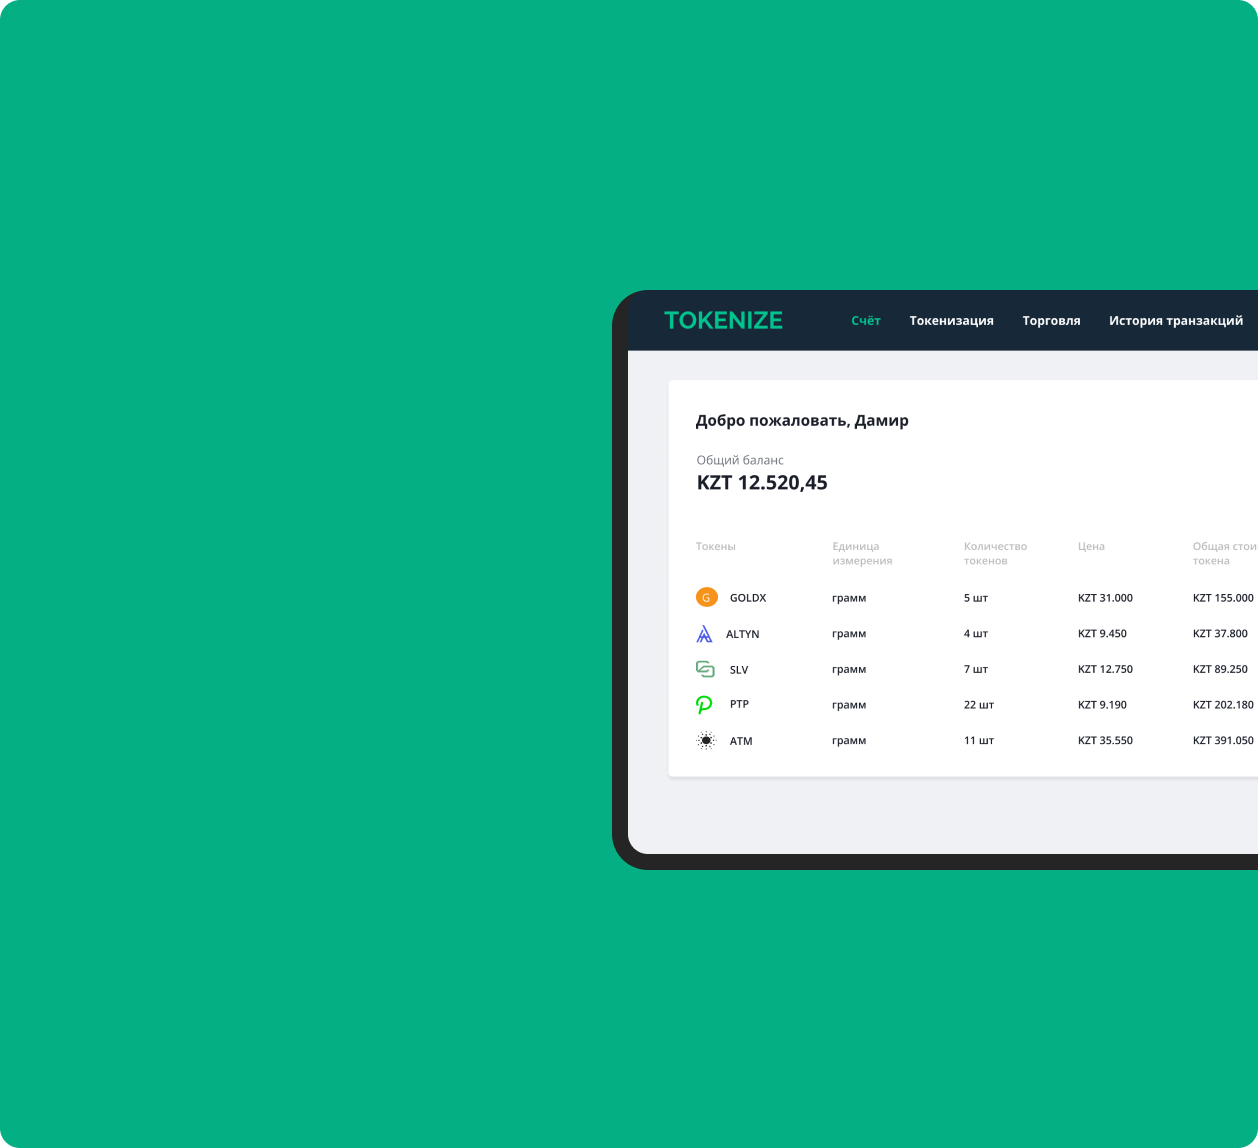 TOKENIZE Счёт Токенизация Торговля История транзакций
Добро пожаловать, Дамир
Общий баланс
KZT 12.520,45
Токены Единица измерения Количество токенов Цена Общая стои токена
G GOLDX грамм 5 шт KZT 31.000 KZT 155.000
ALTYN грамм 4 шт KZT 9.450 KZT 37.800
SLV грамм 7 шт KZT 12.750 KZT 89.250
PTP грамм 22 шт KZT 9.190 KZT 202.180
ATM грамм 11 шт KZT 35.550 KZT 391.050